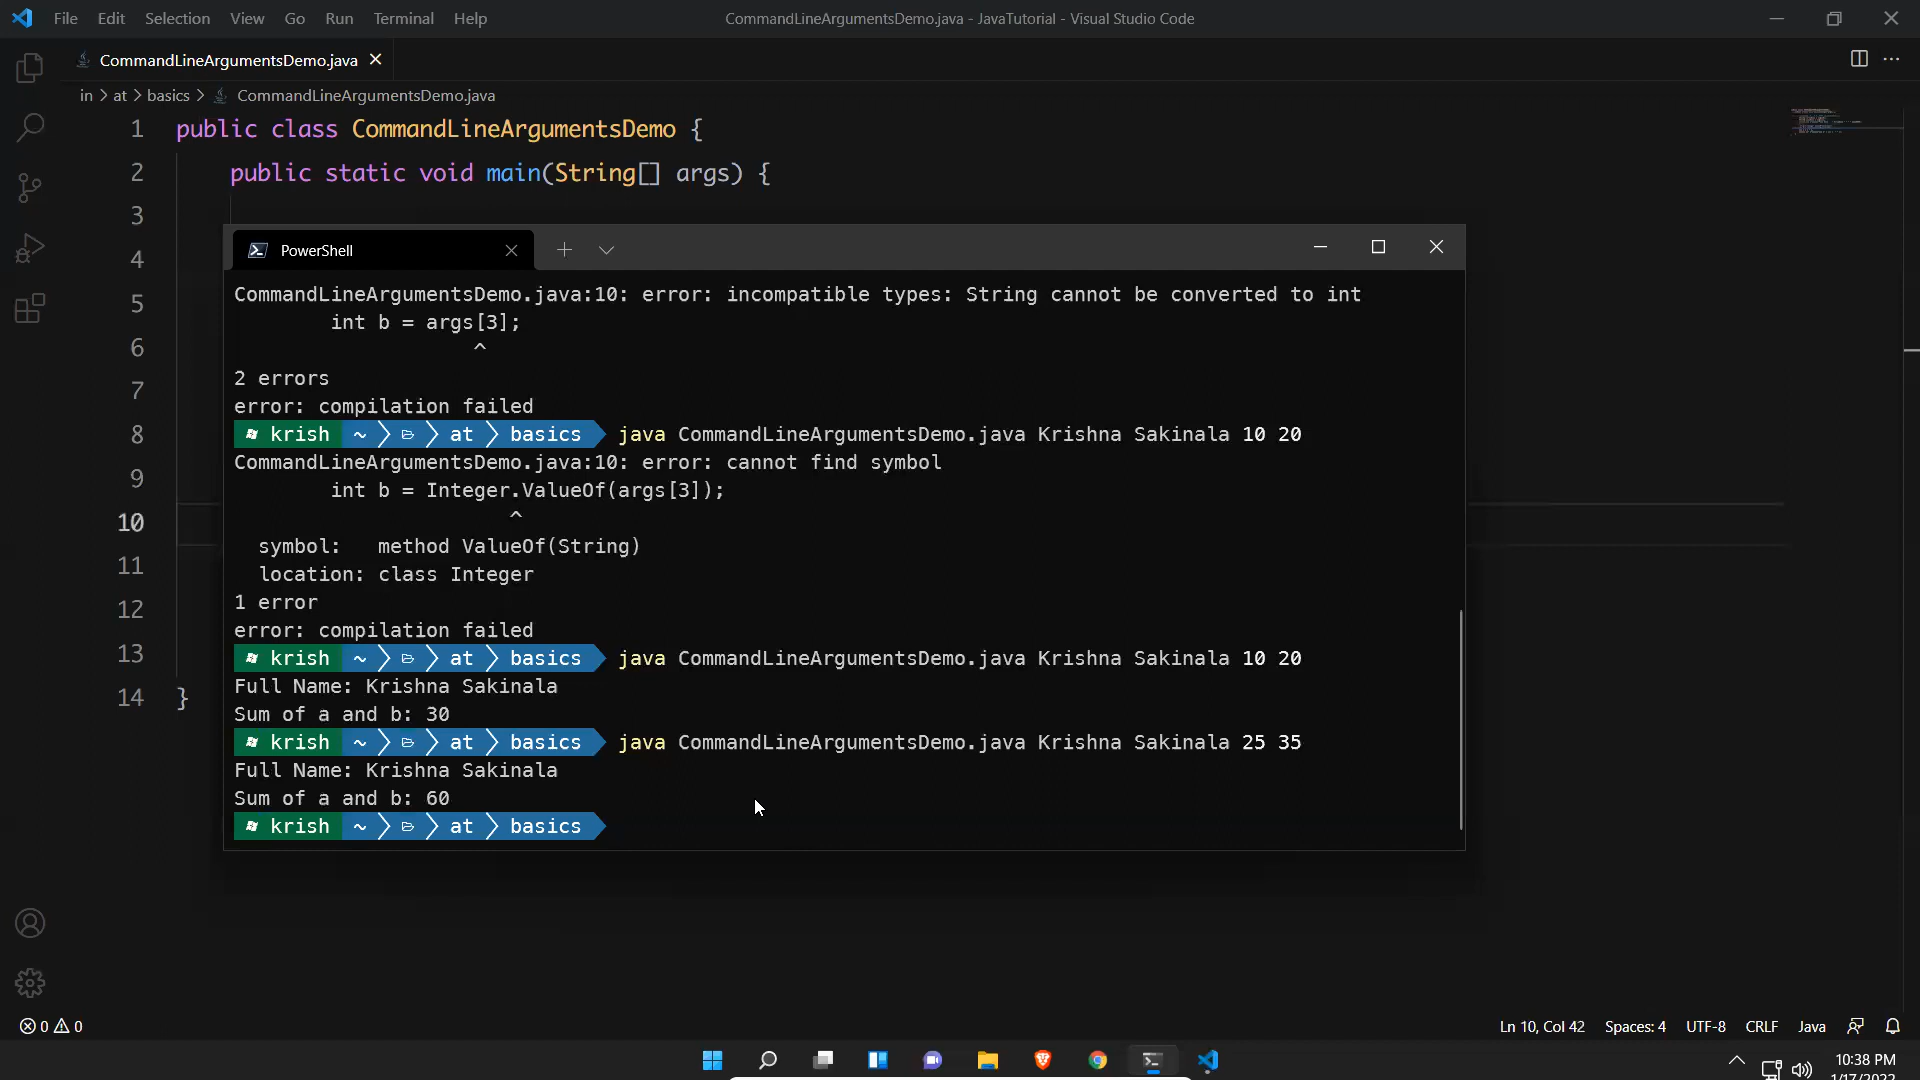 File Edit Selection View Go Run Terminal Help CommandLineArgumentsDemo.java - JavaTutorial - Visual Studio Code
CommandLineArgumentsDemo.java
in > at > basics > CommandLineArgumentsDemo.java
1 public class CommandLineArgumentsDemo {
2 public static void main(String[] args) {
3
4
5
6
7
8
9
10
11
12
13
14 }
PowerShell
CommandLineArgumentsDemo.java:10: error: incompatible types: String cannot be converted to int
int b = args[3];
^
2 errors
error: compilation failed
krish ~ at basics java CommandLineArgumentsDemo.java Krishna Sakinala 10 20
CommandLineArgumentsDemo.java:10: error: cannot find symbol
int b = Integer.ValueOf(args[3]);
^
symbol: method ValueOf(String)
location: class Integer
1 error
error: compilation failed
krish ~ at basics java CommandLineArgumentsDemo.java Krishna Sakinala 10 20
Full Name: Krishna Sakinala
Sum of a and b: 30
krish ~ at basics java CommandLineArgumentsDemo.java Krishna Sakinala 25 35
Full Name: Krishna Sakinala
Sum of a and b: 60
krish ~ at basics
0 0 Ln 10, Col 42 Spaces: 4 UTF-8 CRLF Java
10:38 PM
1/17/2022